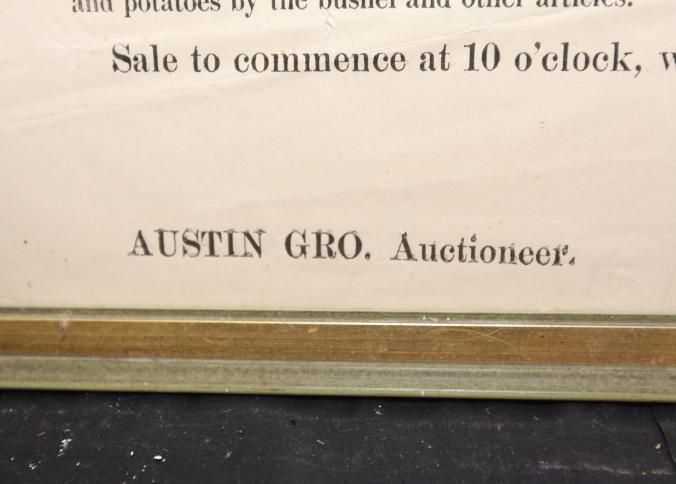 and potatoes by the bushel and other articles.
Sale to commence at 10 o'clock,
AUSTIN GRO. Auctioneer.